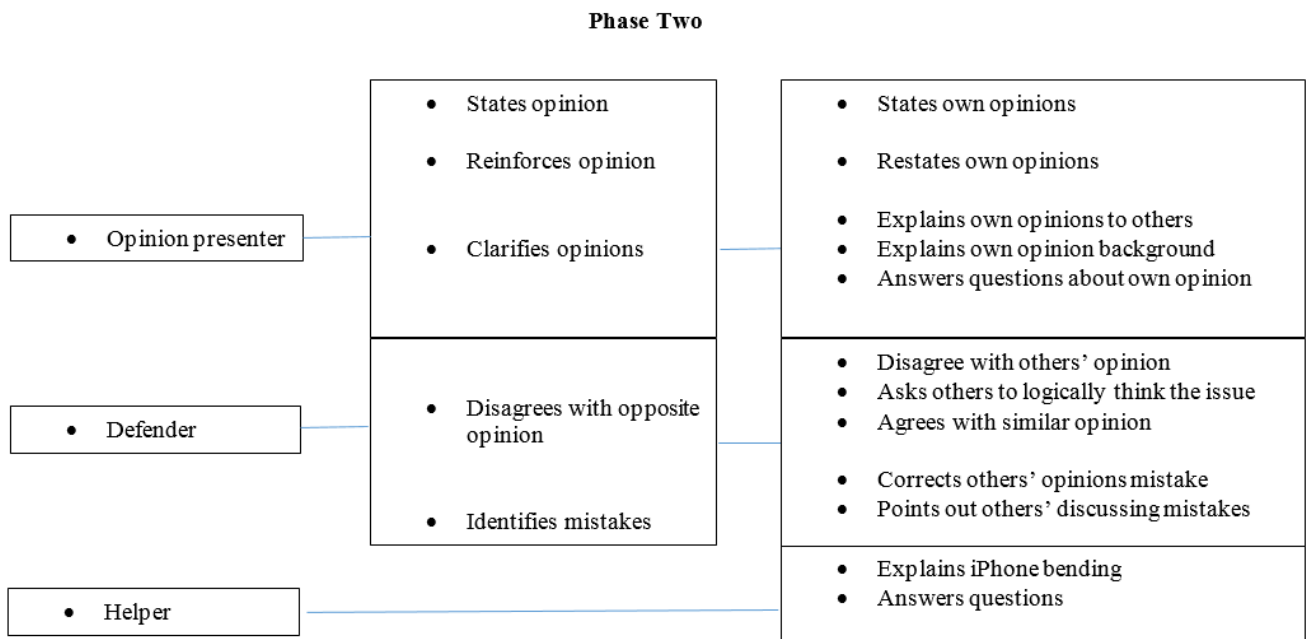 Phase Two
• Opinion presenter
• States opinion
• Reinforces opinion
• Clarifies opinions
• States own opinions
• Restates own opinions
• Explains own opinions to others
• Explains own opinion background
• Answers questions about own opinion
• Defender
• Disagrees with opposite
opinion
• Identifies mistakes
• Disagree with others’ opinion
• Asks others to logically think the issue
• Agrees with similar opinion
• Corrects others’ opinions mistake
• Points out others’ discussing mistakes
• Helper
• Explains iPhone bending
• Answers questions